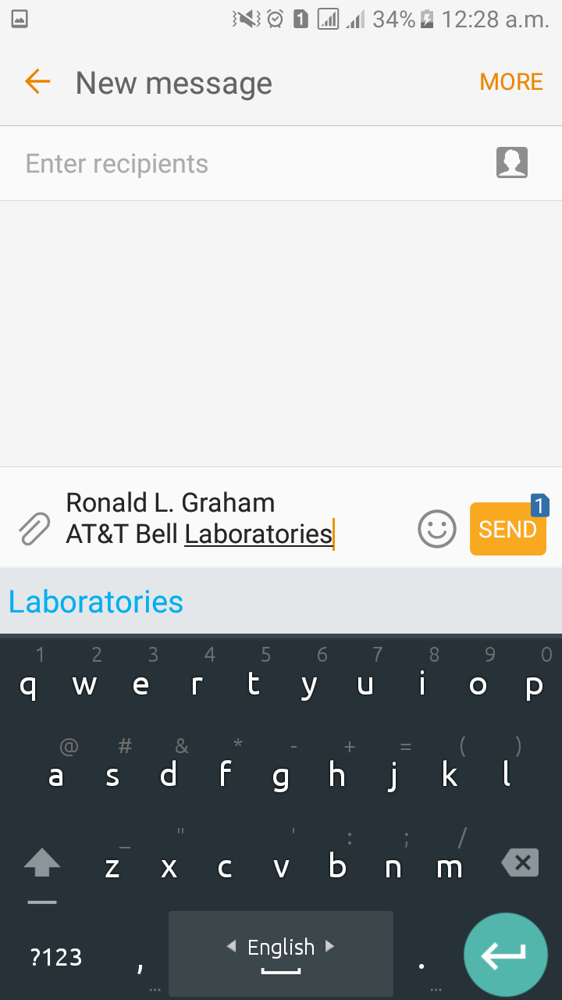 1 34% 12:28 a.m.
New message MORE
Enter recipients
Ronald L. Graham
AT&T Bell Laboratories
1
SEND
Laboratories
1 2 3 4 5 6 7 8 9 0
q w e r t y u i o p
@ # & * - + = ( )
a s d f g h j k l
_ " ' : ; /
z x c v b n m
?123 , ... English . ...